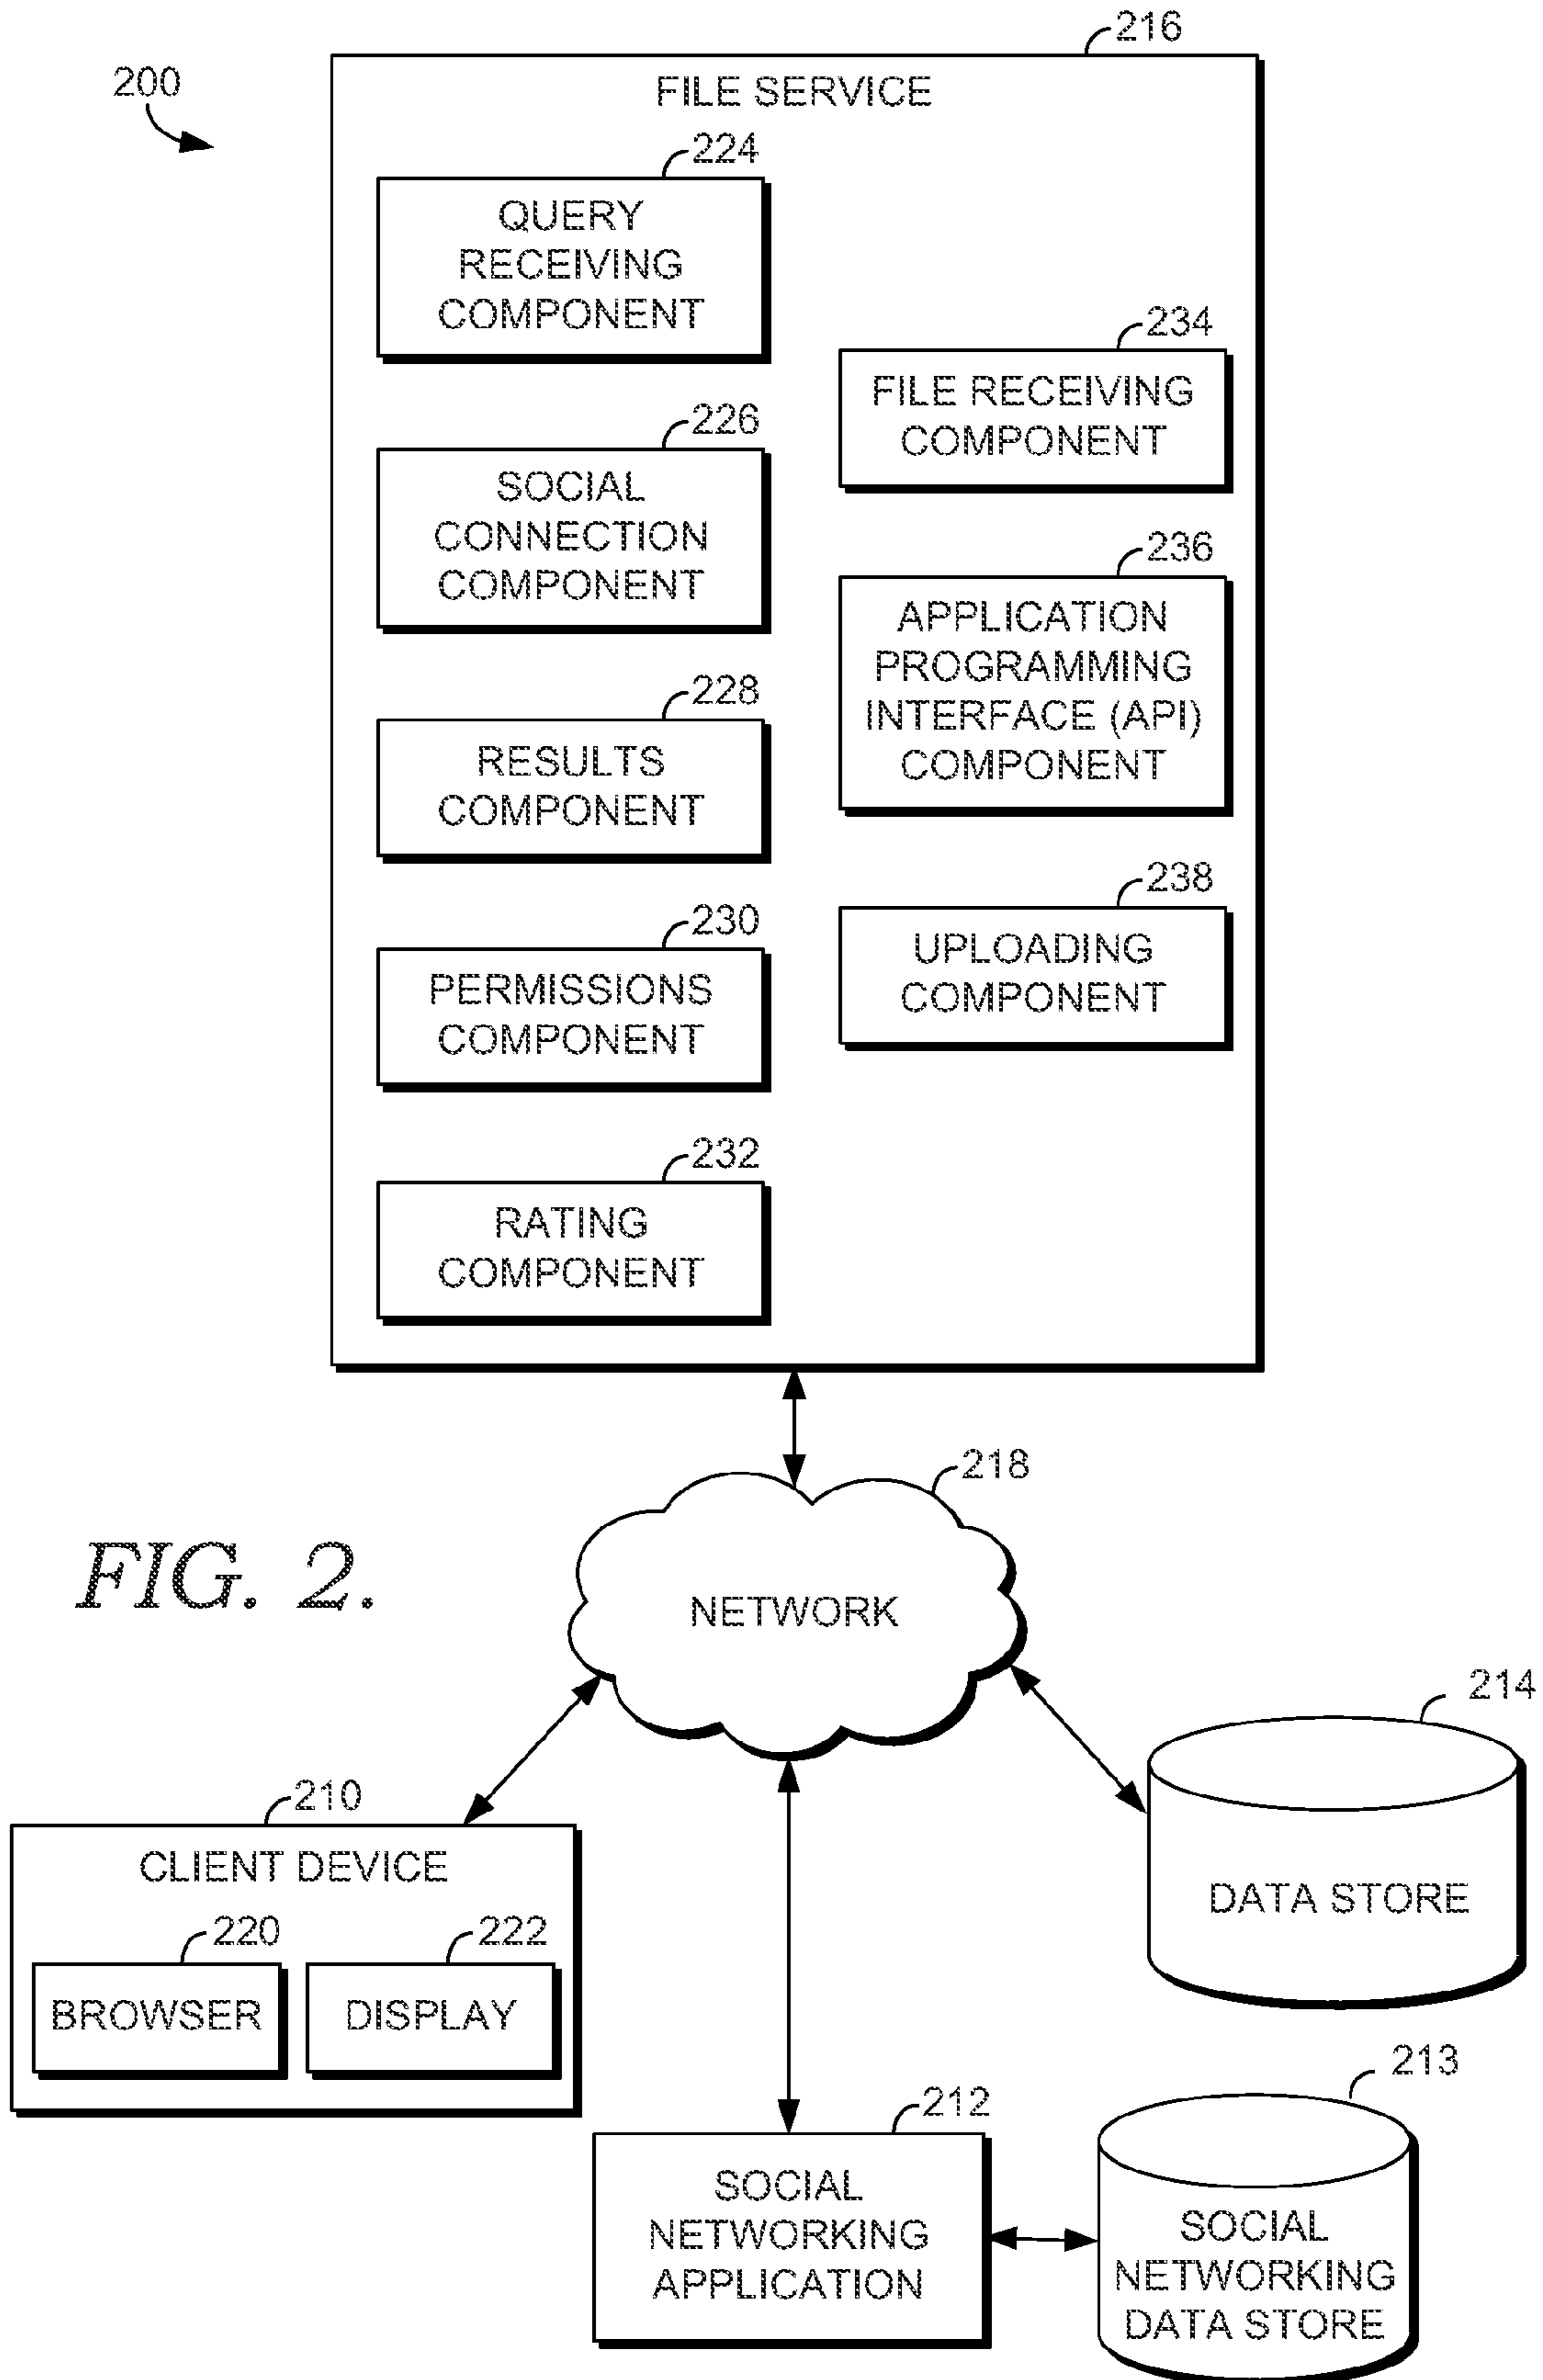 200
216
FILE SERVICE
224
QUERY
RECEIVING
COMPONENT
226
SOCIAL
CONNECTION
COMPONENT
228
RESULTS
COMPONENT
230
PERMISSIONS
COMPONENT
232
RATING
COMPONENT
234
FILE RECEIVING
COMPONENT
236
APPLICATION
PROGRAMMING
INTERFACE (API)
COMPONENT
238
UPLOADING
COMPONENT
218
NETWORK
FIG. 2.
214
DATA STORE
210
CLIENT DEVICE
220
BROWSER
222
DISPLAY
212
SOCIAL
NETWORKING
APPLICATION
213
SOCIAL
NETWORKING
DATA STORE